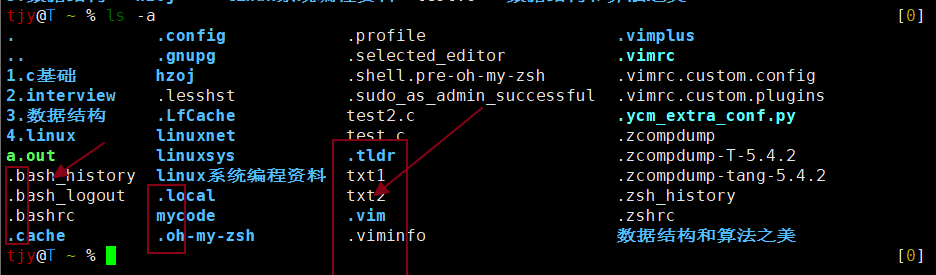 tjy@T ~ % ls -a [0]
. .config .profile .vimplus
.. .gnupg .selected_editor .vimrc
1.c基础 hzoj .shell.pre-oh-my-zsh .vimrc.custom.config
2.interview .lesshst .sudo_as_admin_successful .vimrc.custom.plugins
3.数据结构 .LfCache test2.c .ycm_extra_conf.py
4.linux linuxnet test.c .zcompdump
a.out linuxsys .tldr .zcompdump-T-5.4.2
.bash_history linux系统编程资料 txt1 .zcompdump-tang-5.4.2
.bash_logout .local txt2 .zsh_history
.bashrc mycode .vim .zshrc
.cache .oh-my-zsh .viminfo 数据结构和算法之美
tjy@T ~ % [0]